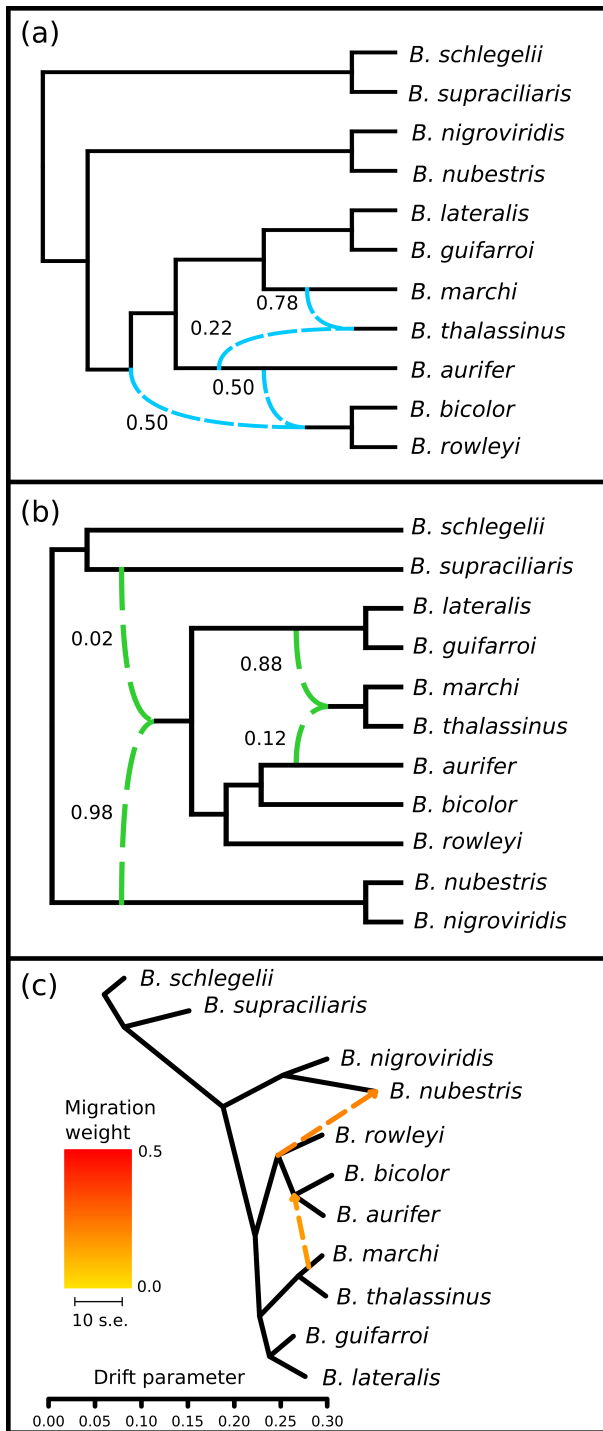 (a)
B. schlegelii
B. supraciliaris
B. nigroviridis
B. nubestris
B. lateralis
B. guifarroi
B. marchi
0.78
0.22
B. thalassinus
B. aurifer
0.50
B. bicolor
0.50
B. rowleyi
(b)
B. schlegelii
B. supraciliaris
B. lateralis
0.02
B. guifarroi
0.88
B. marchi
B. thalassinus
0.12
B. aurifer
B. bicolor
0.98
B. rowleyi
B. nubestris
B. nigroviridis
(c)
B. schlegelii
B. supraciliaris
B. nigroviridis
B. nubestris
Migration
weight
B. rowleyi
0.5
B. bicolor
B. aurifer
B. marchi
0.0
B. thalassinus
10 s.e.
B. guifarroi
B. lateralis
Drift parameter
0.00 0.05 0.10 0.15 0.20 0.25 0.30